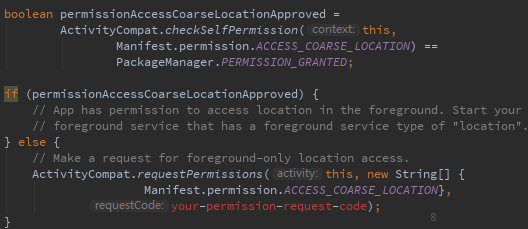 boolean permissionAccessCoarseLocationApproved =
ActivityCompat.checkSelfPermission( context: this,
Manifest.permission.ACCESS_COARSE_LOCATION) ==
PackageManager.PERMISSION_GRANTED;
if (permissionAccessCoarseLocationApproved) {
// App has permission to access location in the foreground. Start your
// foreground service that has a foreground service type of "location".
} else {
// Make a request for foreground-only location access.
ActivityCompat.requestPermissions( activity: this, new String[] {
Manifest.permission.ACCESS_COARSE_LOCATION},
requestCode: your-permission-request-code);
8
}